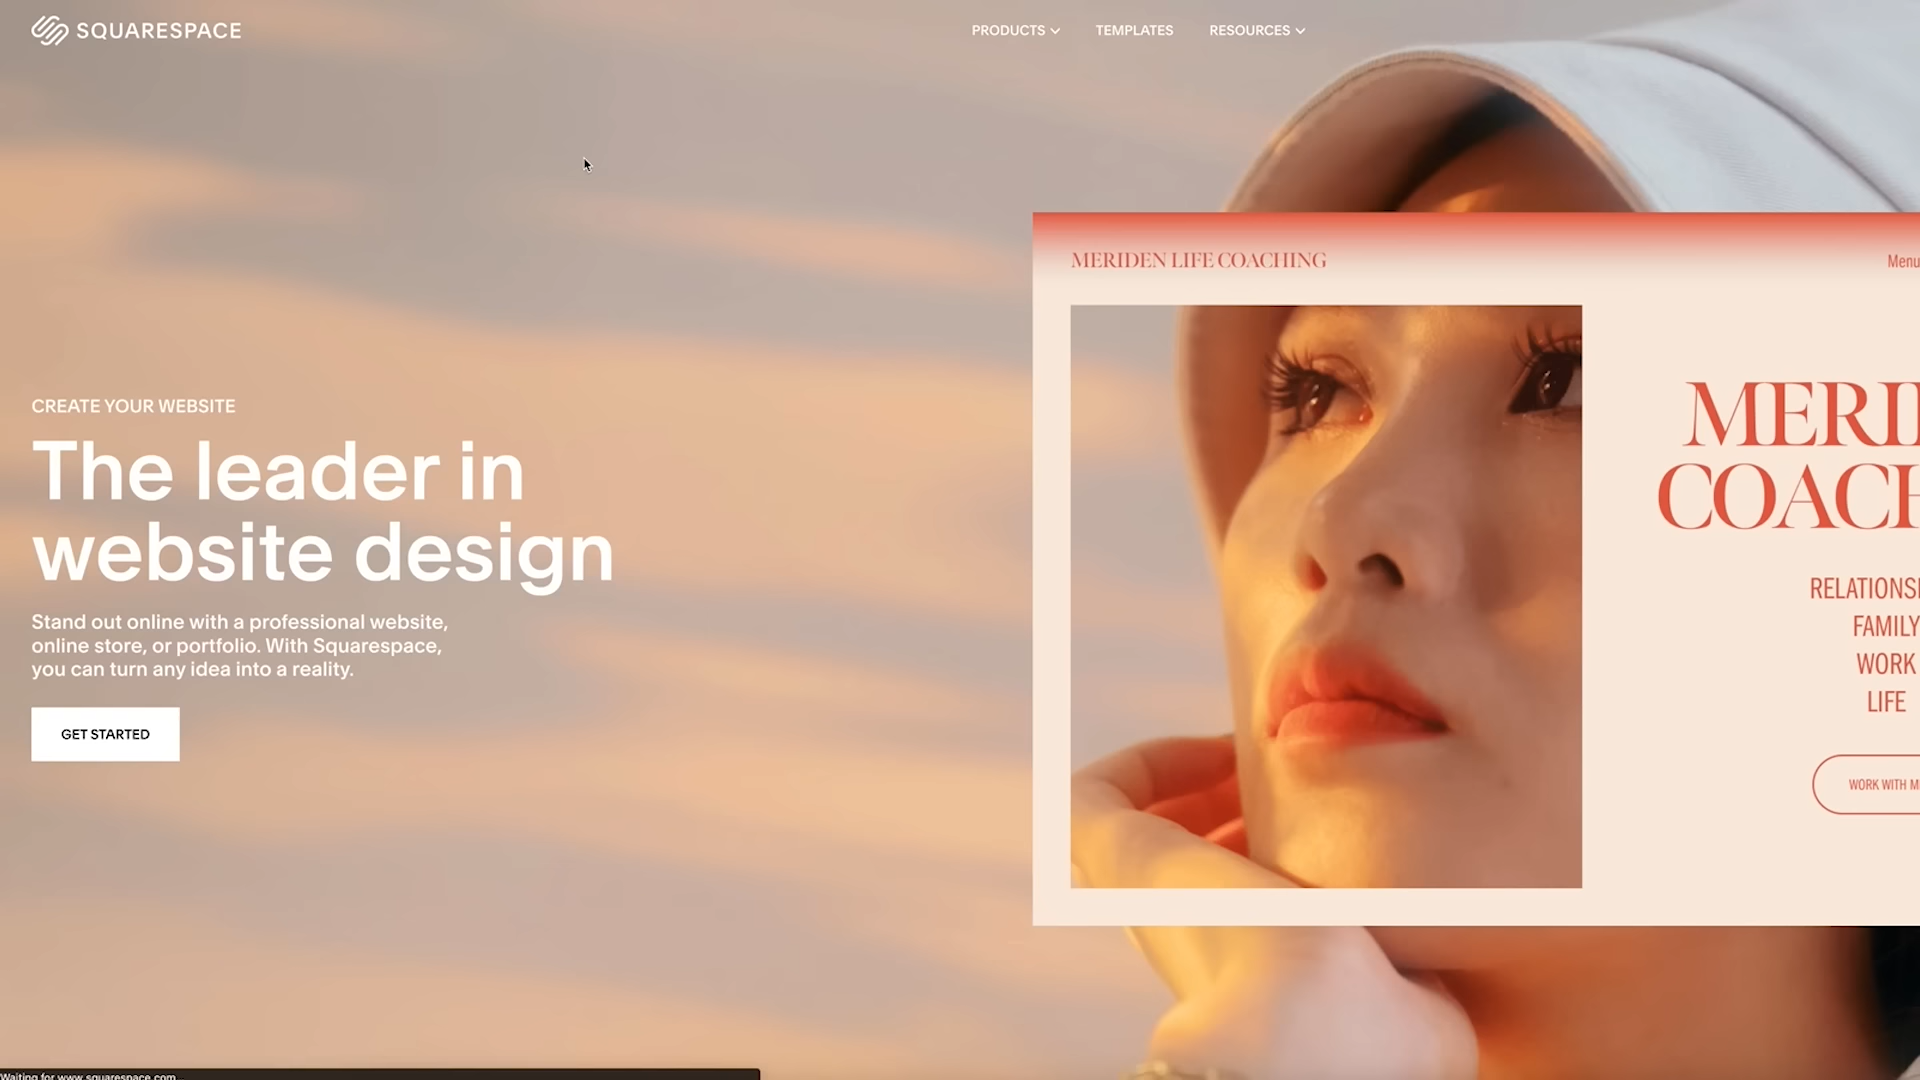 SQUARESPACE
PRODUCTS
TEMPLATES
RESOURCES
CREATE YOUR WEBSITE
The leader in
website design
Stand out online with a professional website,
online store, or portfolio. With Squarespace,
you can turn any idea into a reality.
GET STARTED
MERIDEN LIFE COACHING
Menu
MERI
COACH
RELATIONS
FAMILY
WORK
LIFE
WORK WITH M
Waiting for www.squarespace.com